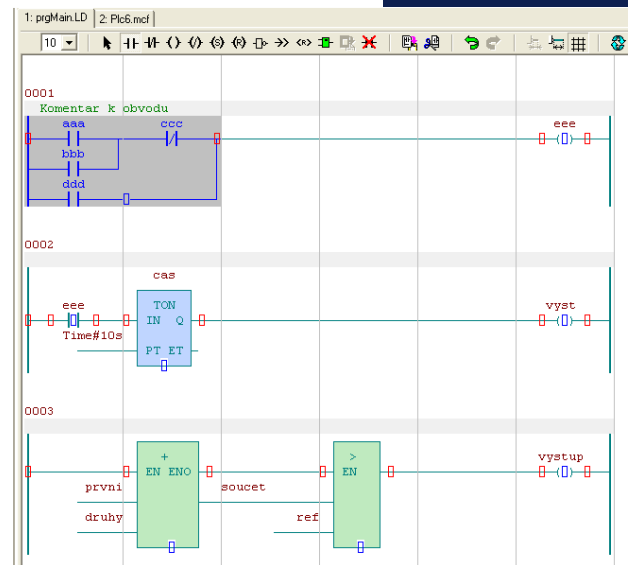 1: prgMain.LD 2: Plc6.mcf
10
0001
Komentar k obvodu
aaa ccc eee
bbb
ddd
0002
cas
eee TON vyst
IN Q
Time#10s
PT ET
0003
+ > vystup
EN ENO EN
prvni soucet
druhy ref